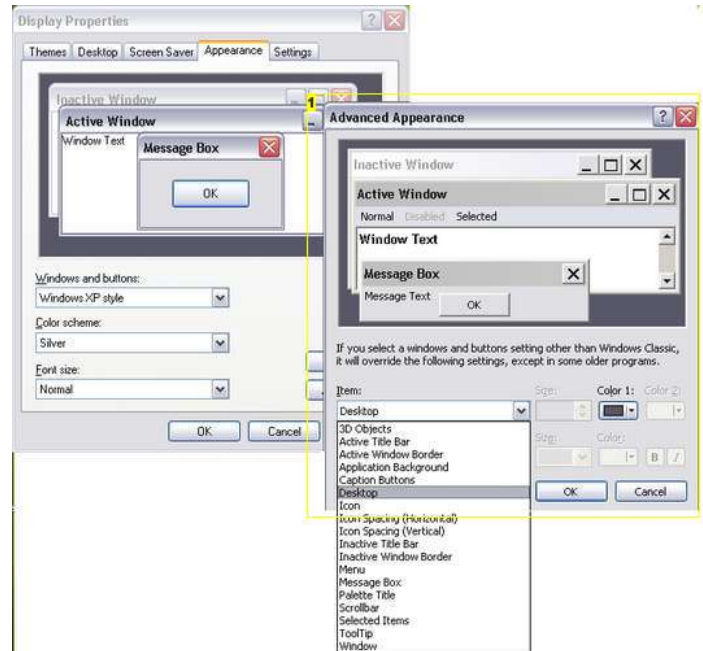 Display Properties
Themes Desktop Screen Saver Appearance Settings
Inactive Window
Active Window
Window Text
Message Box
OK
Windows and buttons:
Windows XP style
Color scheme:
Silver
Font size:
Normal
OK Cancel
1
Advanced Appearance
Inactive Window
Active Window
Normal Disabled Selected
Window Text
Message Box
Message Text
OK
If you select a windows and buttons setting other than Windows Classic,
it will override the following settings, except in some older programs.
Item: Size: Color 1: Color 2:
Desktop
Size: Color:
B I
OK Cancel
3D Objects
Active Title Bar
Active Window Border
Application Background
Caption Buttons
Desktop
Icon
Icon Spacing (Horizontal)
Icon Spacing (Vertical)
Inactive Title Bar
Inactive Window Border
Menu
Message Box
Palette Title
Scrollbar
Selected Items
ToolTip
Window